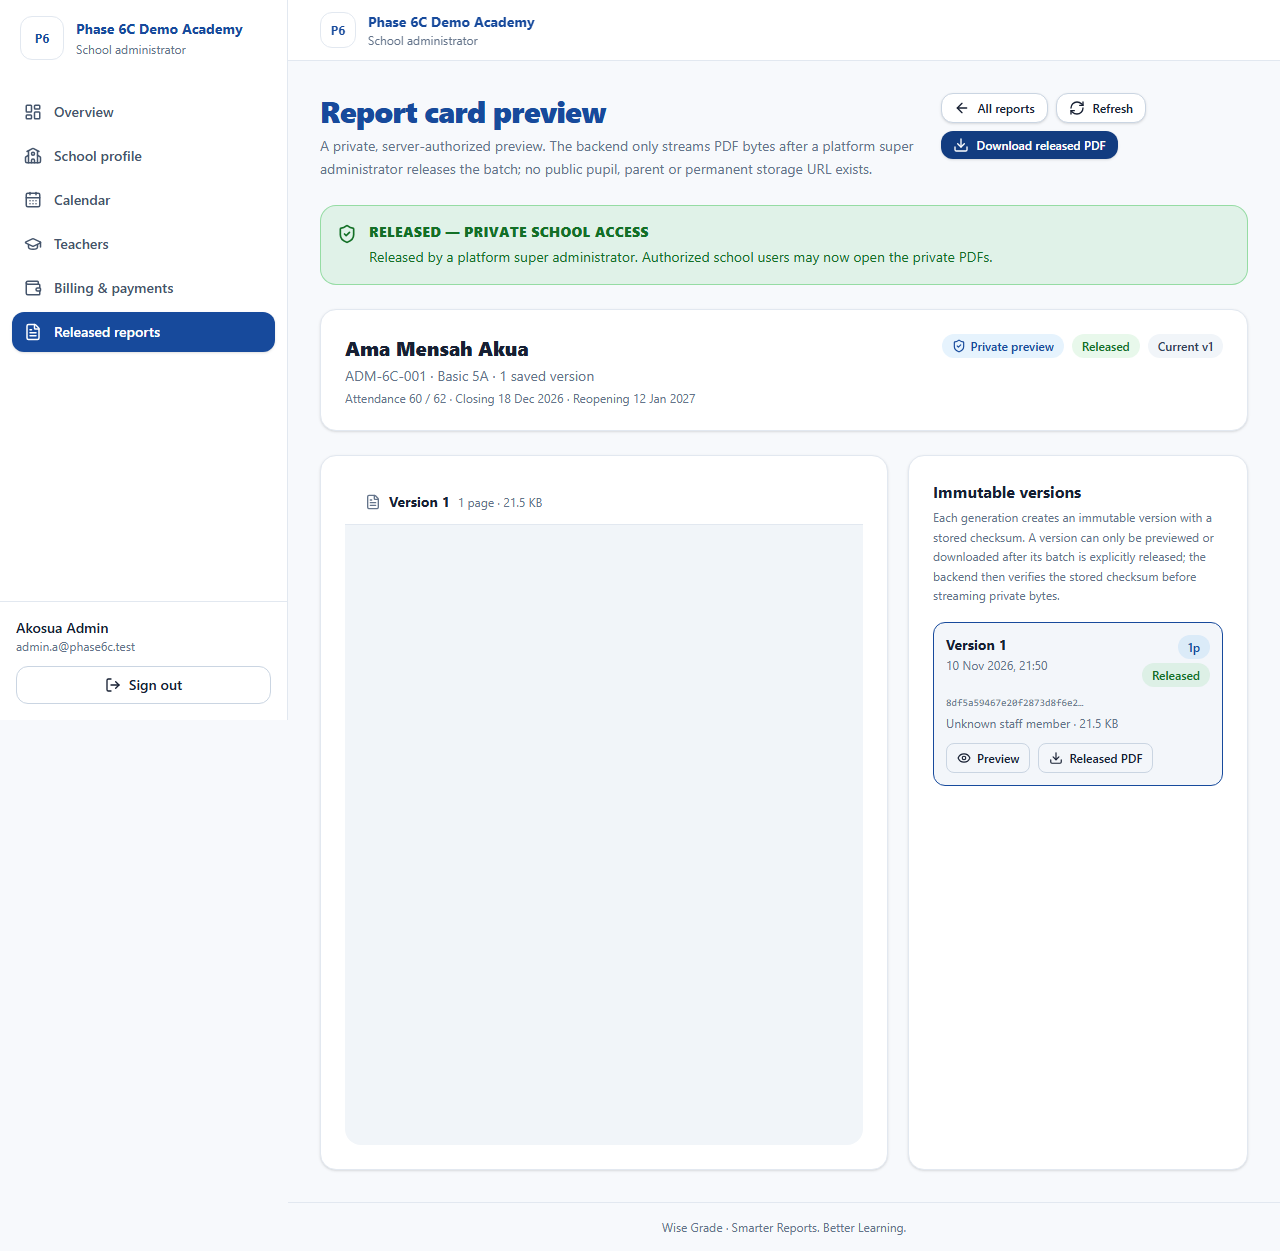 P6
Phase 6C Demo Academy
School administrator
Overview
School profile
Calendar
Teachers
Billing & payments
Released reports
Akosua Admin
admin.a@phase6c.test
Sign out
P6
Phase 6C Demo Academy
School administrator
Report card preview
A private, server-authorized preview. The backend only streams PDF bytes after a platform super
administrator releases the batch; no public pupil, parent or permanent storage URL exists.
All reports
Refresh
Download released PDF
RELEASED — PRIVATE SCHOOL ACCESS
Released by a platform super administrator. Authorized school users may now open the private PDFs.
Ama Mensah Akua
ADM-6C-001 · Basic 5A · 1 saved version
Attendance 60 / 62 · Closing 18 Dec 2026 · Reopening 12 Jan 2027
Private preview
Released
Current v1
Version 1 1 page · 21.5 KB
Immutable versions
Each generation creates an immutable version with a
stored checksum. A version can only be previewed or
downloaded after its batch is explicitly released; the
backend then verifies the stored checksum before
streaming private bytes.
Version 1
1p
10 Nov 2026, 21:50
Released
8df5a59467e20f2873d8f6e2…
Unknown staff member · 21.5 KB
Preview
Released PDF
Wise Grade · Smarter Reports. Better Learning.